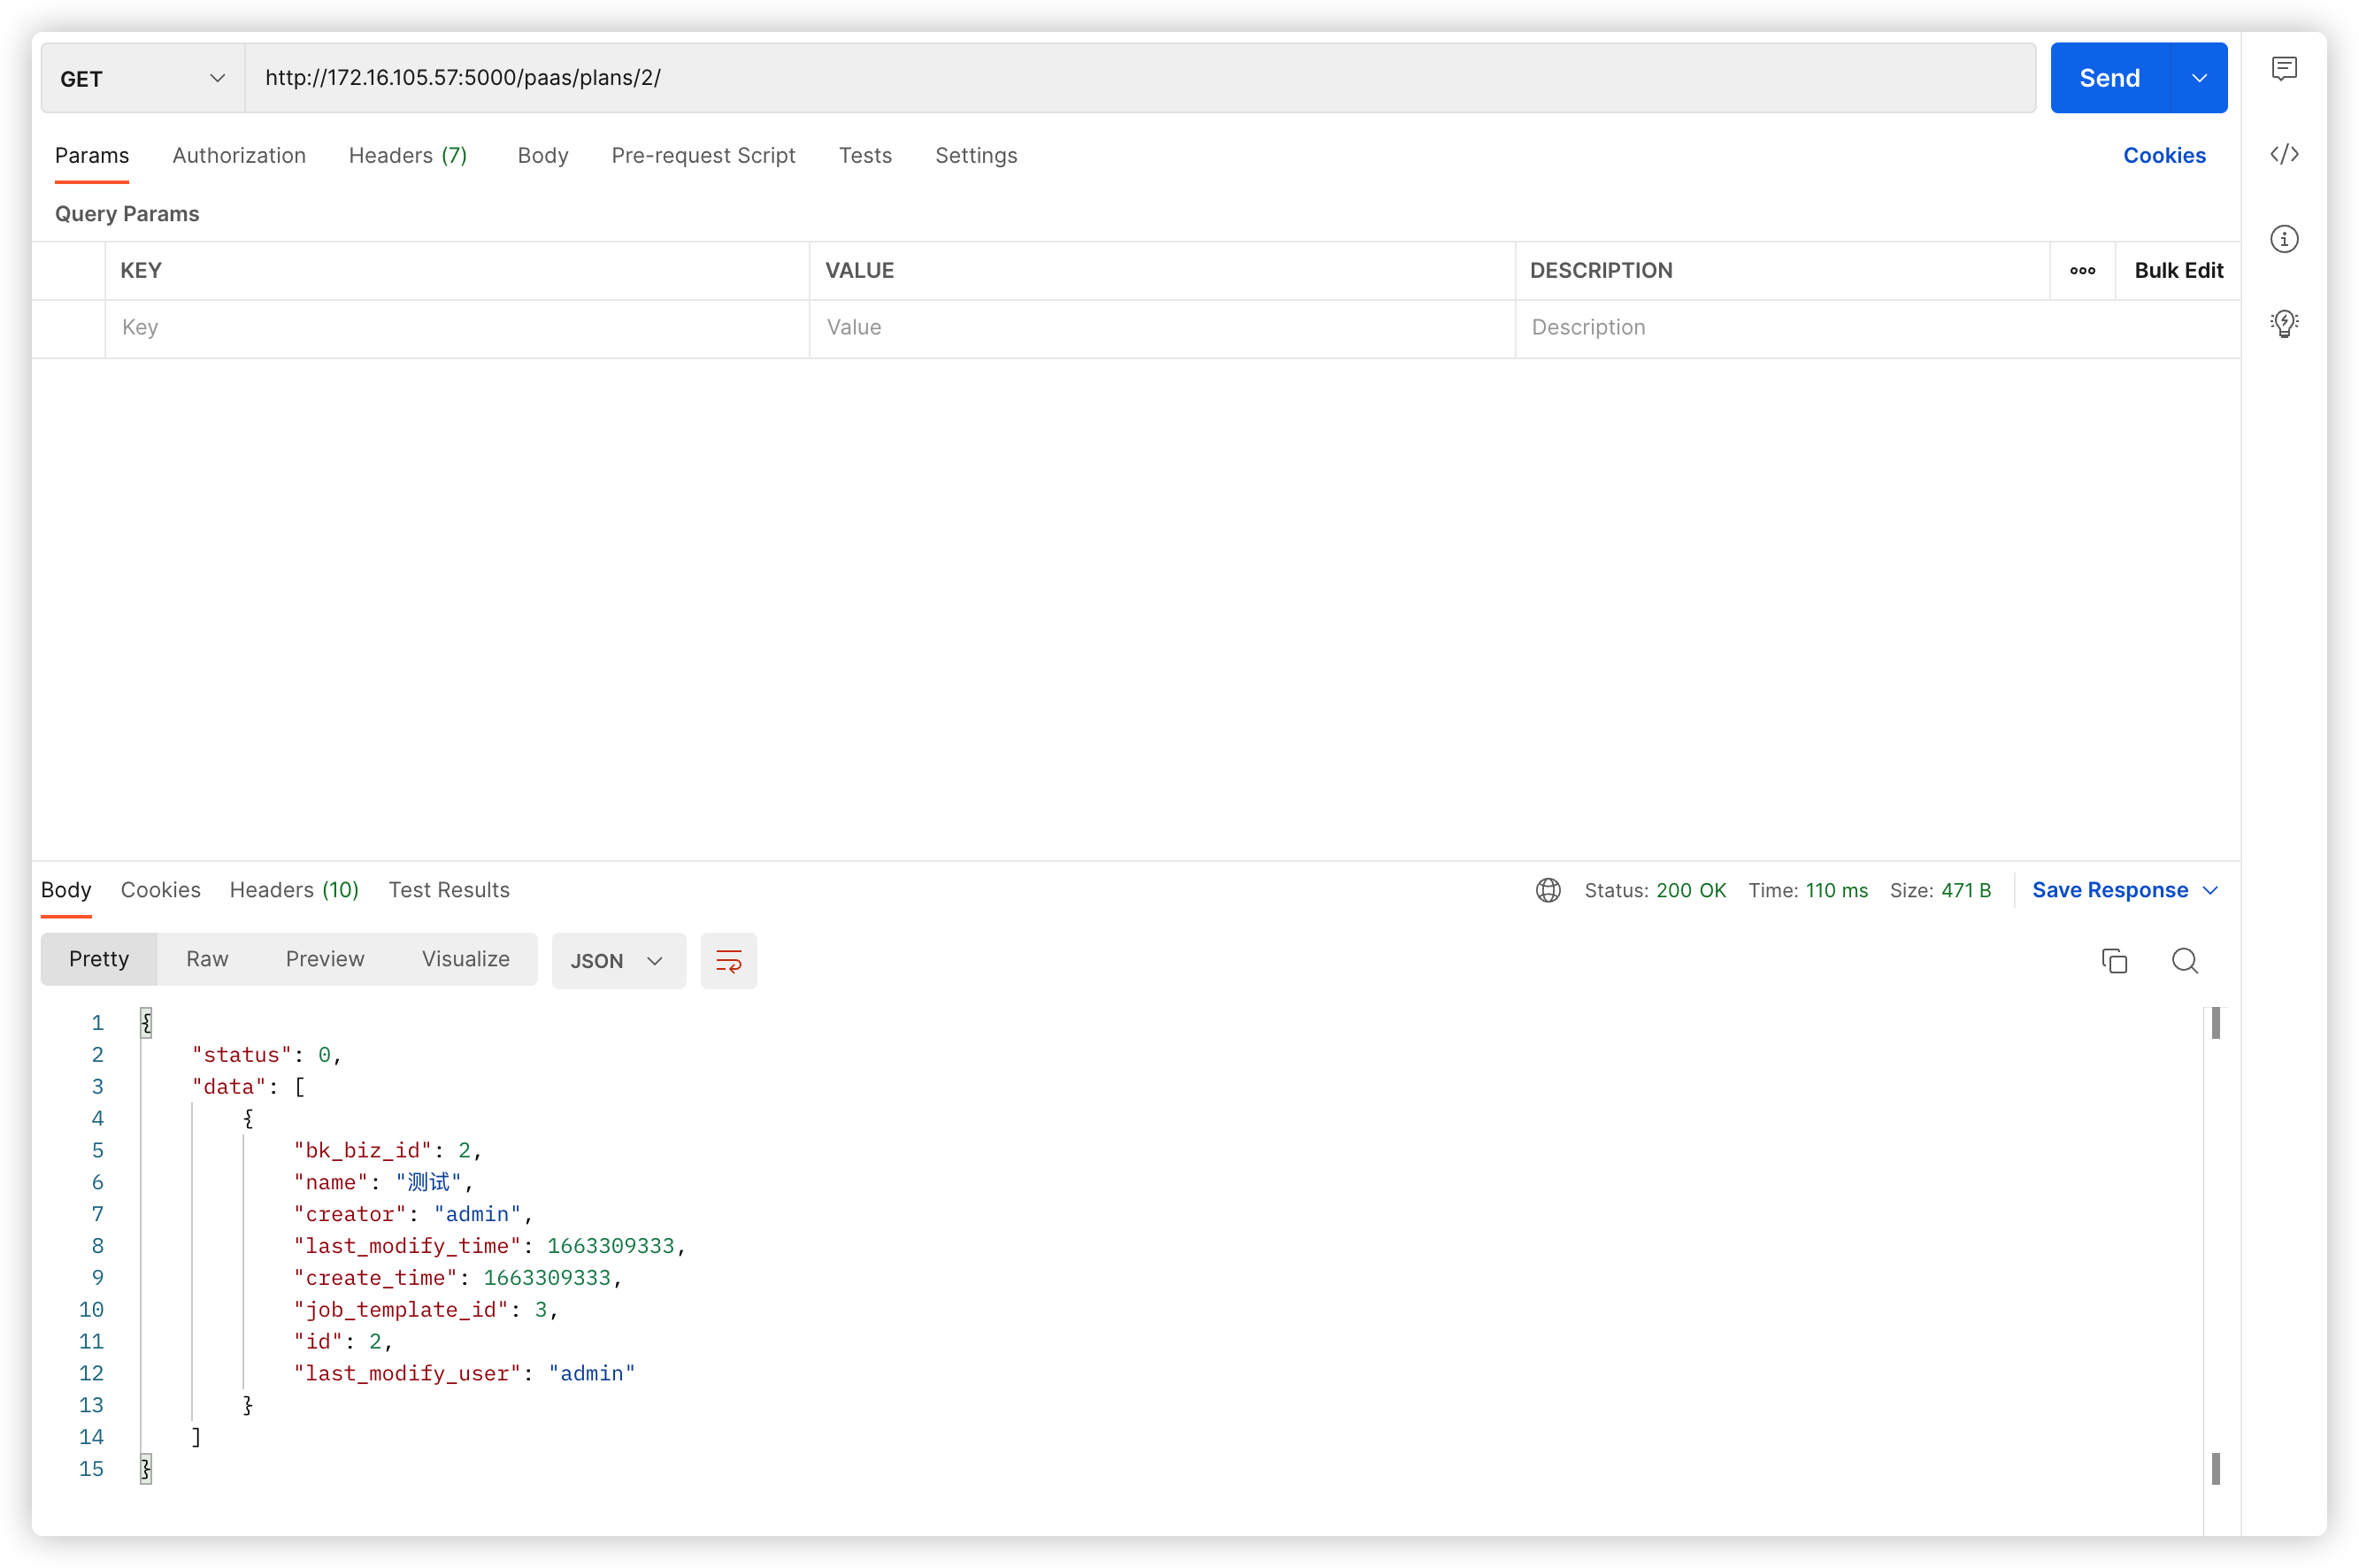 GET http://172.16.105.57:5000/paas/plans/2/ Send
Params Authorization Headers (7) Body Pre-request Script Tests Settings Cookies
Query Params
KEY VALUE DESCRIPTION Bulk Edit
Key Value Description
Body Cookies Headers (10) Test Results Status: 200 OK Time: 110 ms Size: 471 B Save Response
Pretty Raw Preview Visualize JSON
1 {
2 "status": 0,
3 "data": [
4 {
5 "bk_biz_id": 2,
6 "name": "测试",
7 "creator": "admin",
8 "last_modify_time": 1663309333,
9 "create_time": 1663309333,
10 "job_template_id": 3,
11 "id": 2,
12 "last_modify_user": "admin"
13 }
14 ]
15 }